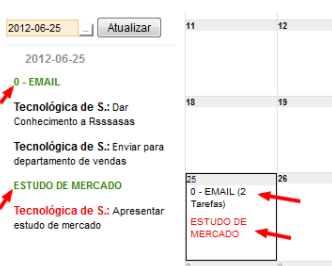 2012-06-25 ... Atualizar
2012-06-25
0 - EMAIL
Tecnológica de S.: Dar
Conhecimento a Rsssasas
Tecnológica de S.: Enviar para
departamento de vendas
ESTUDO DE MERCADO
Tecnológica de S.: Apresentar
estudo de mercado
11 12
18 19
25 26
0 - EMAIL (2
Tarefas)
ESTUDO DE
MERCADO